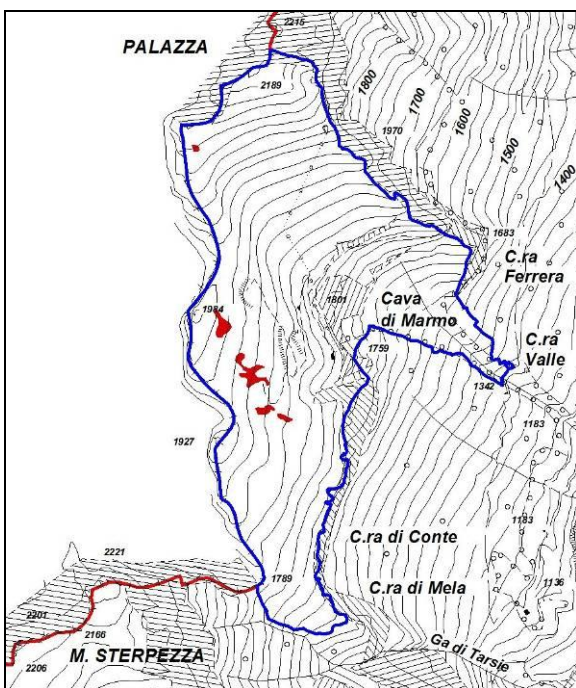 2215
PALAZZA
2189
1800
1700
1600
1500
1400
1970
1683
C.ra
Ferrera
1984
1801
Cava
di Marmo
1759
C.ra
Valle
1342
1183
1927
1183
C.ra di Conte
2221
1789
C.ra di Mela
1136
2201
2166
M. STERPEZZA
2206
Ga di Tarsie